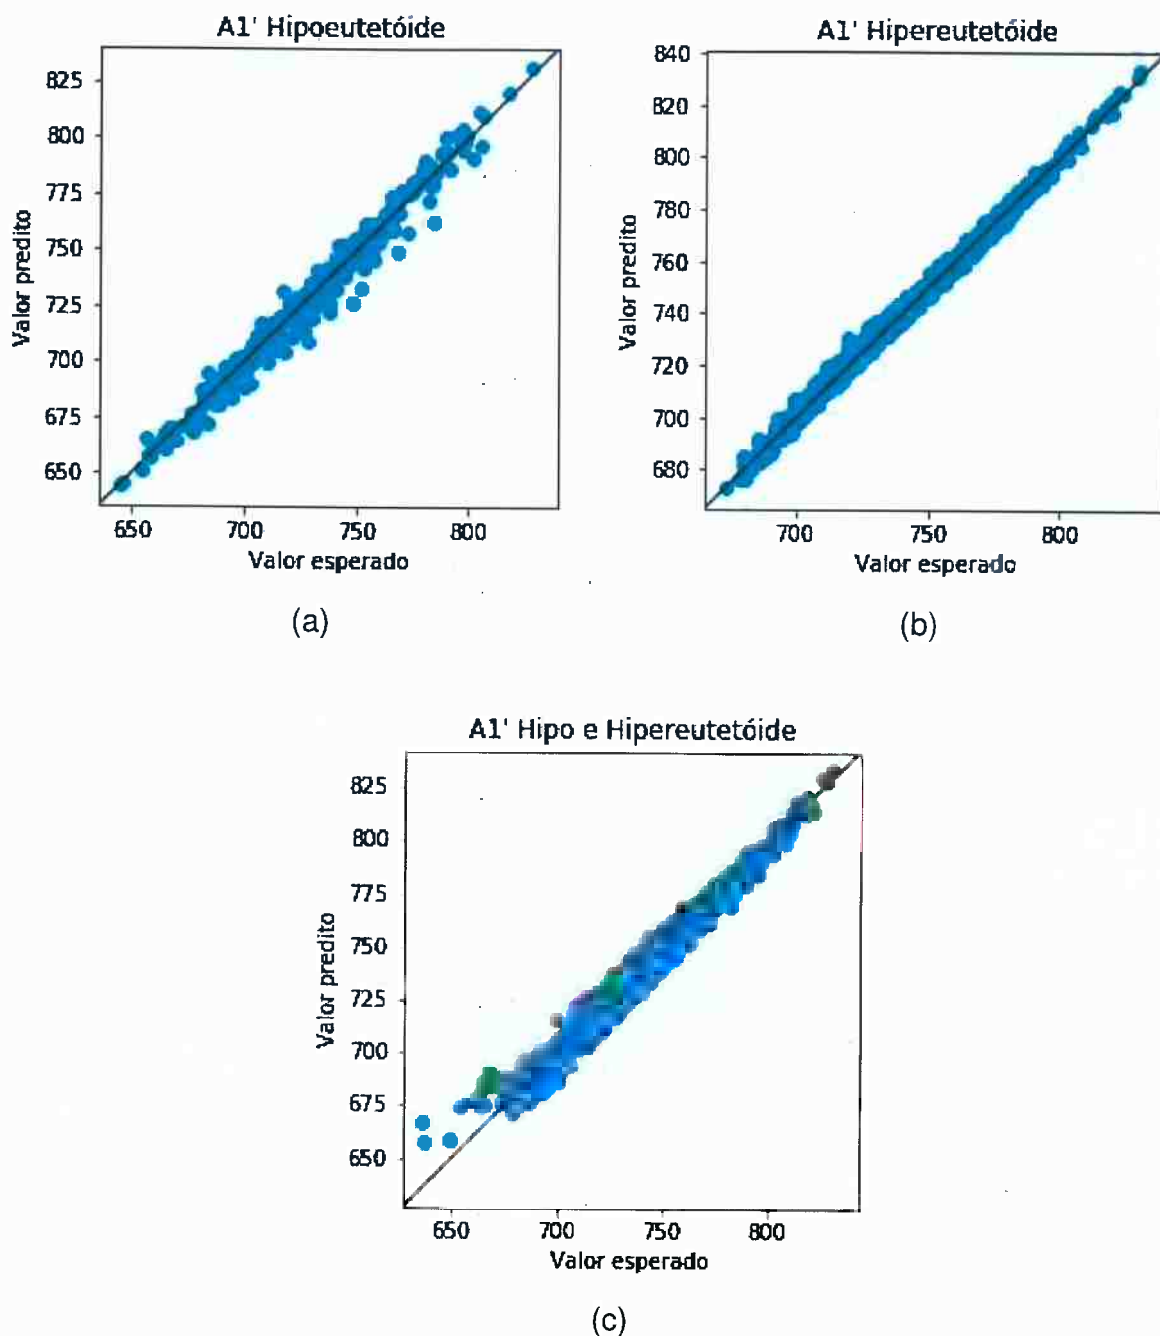 A1' Hipoeutetóide
825
800
775
750
725
700
675
650
Valor predito
650 700 750 800
Valor esperado
(a)
A1' Hipereutetóide
840
820
800
780
760
740
720
700
680
Valor predito
700 750 800
Valor esperado
(b)
A1' Hipo e Hipereutetóide
825
800
775
750
725
700
675
650
Valor predito
650 700 750 800
Valor esperado
(c)